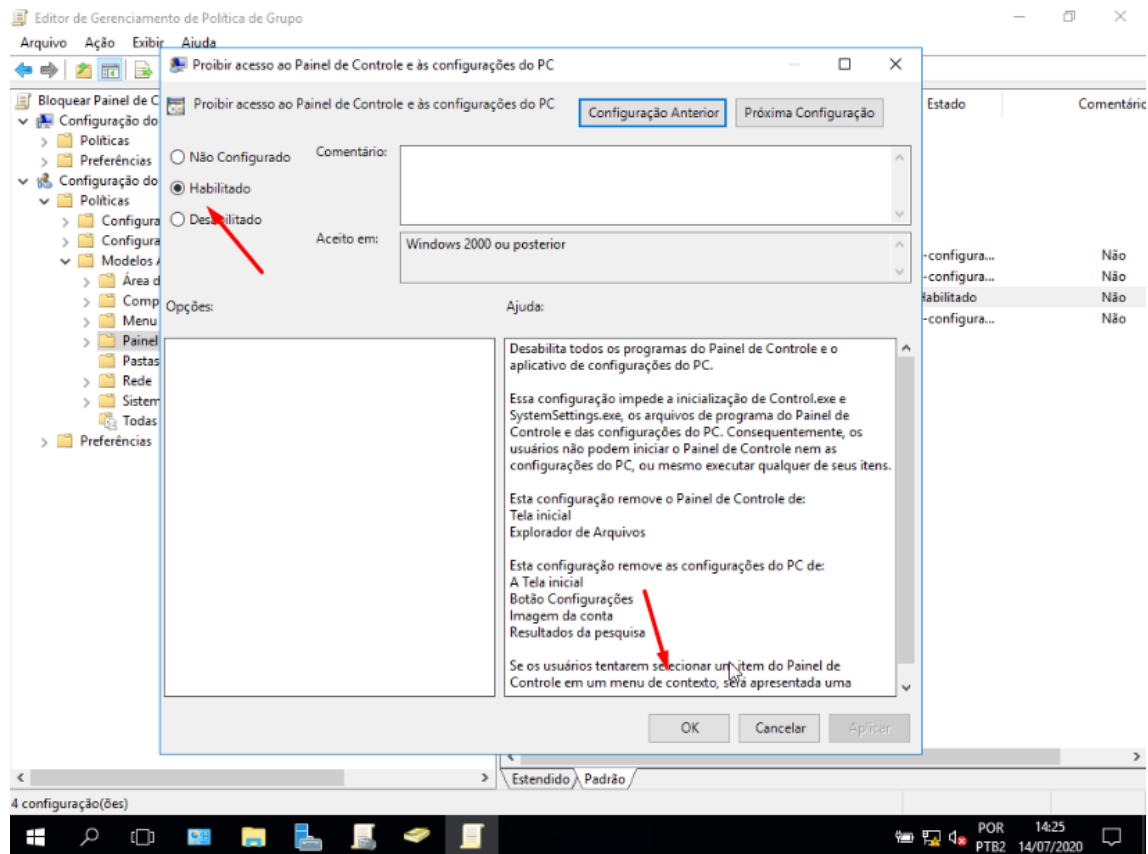 Editor de Gerenciamento de Política de Grupo
Arquivo Ação Exibir Ajuda
Proibir acesso ao Painel de Controle e às configurações do PC
Proibir acesso ao Painel de Controle e às configurações do PC
Configuração Anterior
Próxima Configuração
Não Configurado
Habilitado
Desabilitado
Comentário:
Aceito em:
Windows 2000 ou posterior
Opções:
Ajuda:
Desabilita todos os programas do Painel de Controle e o
aplicativo de configurações do PC.
Essa configuração impede a inicialização de Control.exe e
SystemSettings.exe, os arquivos de programa do Painel de
Controle e das configurações do PC. Consequentemente, os
usuários não podem iniciar o Painel de Controle nem as
configurações do PC, ou mesmo executar qualquer de seus itens.
Esta configuração remove o Painel de Controle de:
Tela inicial
Explorador de Arquivos
Esta configuração remove as configurações do PC de:
A Tela inicial
Botão Configurações
Imagem da conta
Resultados da pesquisa
Se os usuários tentarem selecionar um item do Painel de
Controle em um menu de contexto, será apresentada uma
OK
Cancelar
Aplicar
Bloquear Painel de C
Configuração do
Políticas
Preferências
Configuração do
Políticas
Configura
Configura
Modelos A
Área d
Comp
Menu
Painel
Pastas
Rede
Sistem
Todas
Preferências
Estado Comentáric
-configura... Não
-configura... Não
Habilitado Não
-configura... Não
Estendido Padrão
4 configuração(ões)
POR 14:25
PTB2 14/07/2020